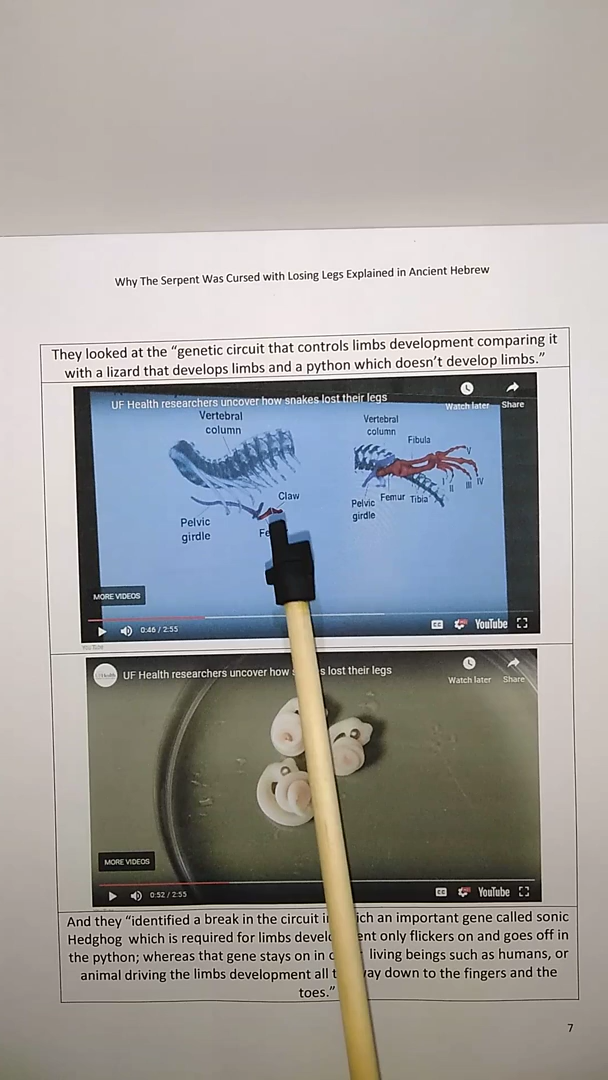 Why The Serpent Was Cursed with Losing Legs Explained in Ancient Hebrew
They looked at the “genetic circuit that controls limbs development comparing it
with a lizard that develops limbs and a python which doesn’t develop limbs.”
UF Health researchers uncover how snakes lost their legs
Watch later
Share
Vertebral
column
Claw
Pelvic
girdle
Vertebral
column
Fibula
V
IV
III
II
I
Pelvic
girdle
Femur
Tibia
MORE VIDEOS
0:46 / 2:55
CC
YouTube
You Tube
UF Health researchers uncover how lost their legs
Watch later
Share
MORE VIDEOS
0:52 / 2:55
CC
YouTube
And they “identified a break in the circuit an important gene called sonic
Hedghog which is required for limbs only flickers on and goes off in
the python; whereas that gene stays on in living beings such as humans, or
animal driving the limbs development all down to the fingers and the
toes.”
7